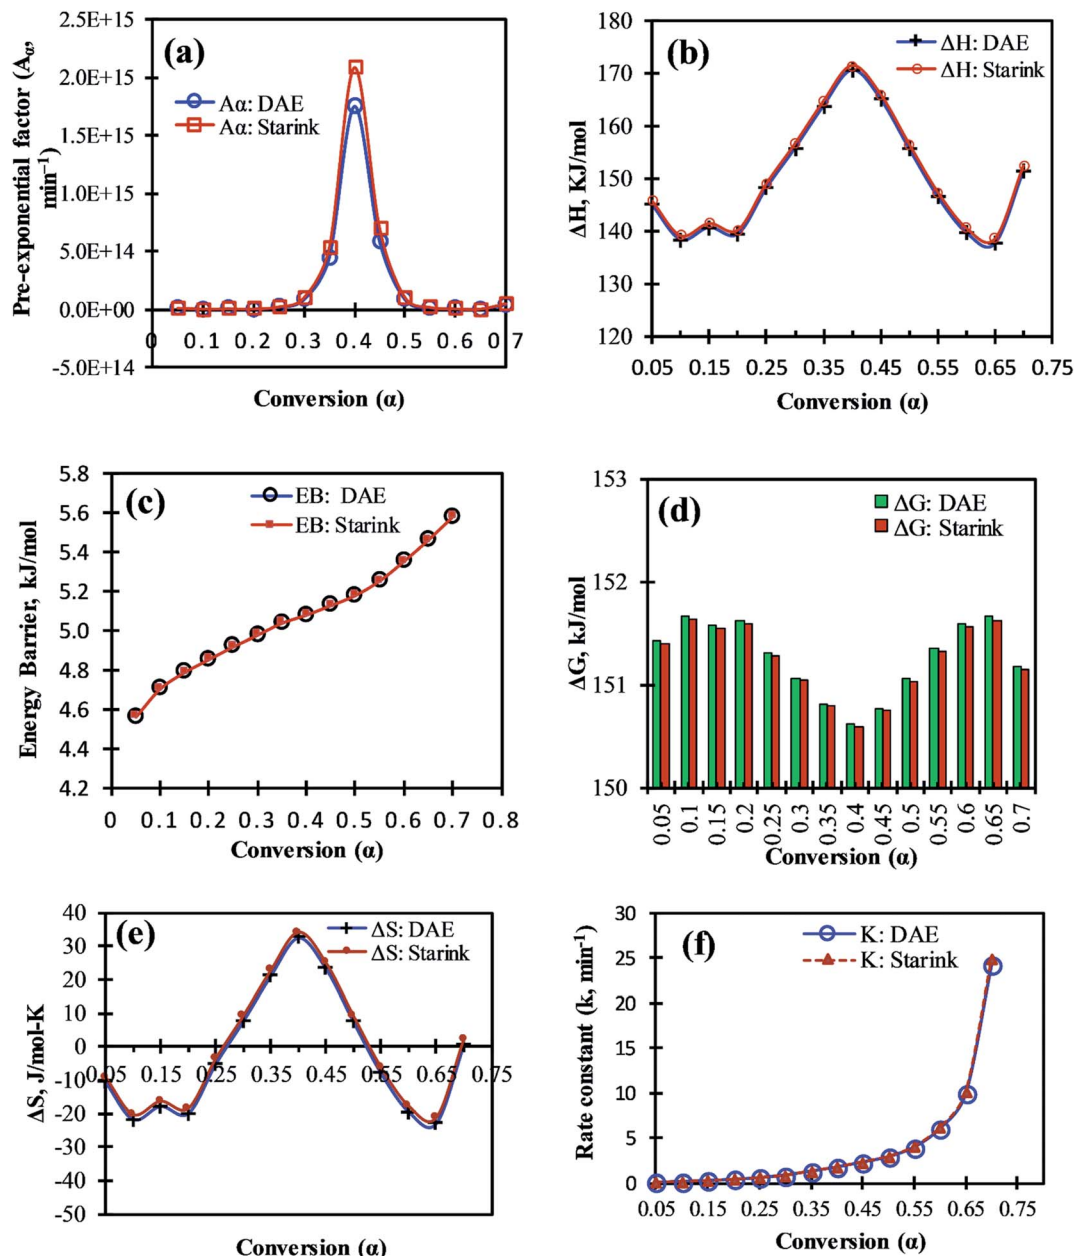 (a)
Pre-exponential factor (Aα, min⁻¹)
2.5E+15
2.0E+15
1.5E+15
1.0E+15
5.0E+14
0.0E+00
-5.0E+14
Aα: DAE
Aα: Starink
0 0.1 0.2 0.3 0.4 0.5 0.6 0.7
Conversion (α)
(b)
ΔH, KJ/mol
180
170
160
150
140
130
120
ΔH: DAE
ΔH: Starink
0.05 0.15 0.25 0.35 0.45 0.55 0.65 0.75
Conversion (α)
(c)
Energy Barrier, kJ/mol
5.8
5.6
5.4
5.2
5.0
4.8
4.6
4.4
4.2
EB: DAE
EB: Starink
0 0.1 0.2 0.3 0.4 0.5 0.6 0.7 0.8
Conversion (α)
(d)
ΔG, kJ/mol
153
152
151
150
ΔG: DAE
ΔG: Starink
0.05 0.1 0.15 0.2 0.25 0.3 0.35 0.4 0.45 0.5 0.55 0.6 0.65 0.7
Conversion (α)
(e)
ΔS, J/mol-K
40
30
20
10
0
-10
-20
-30
-40
-50
ΔS: DAE
ΔS: Starink
0.05 0.15 0.25 0.35 0.45 0.55 0.65 0.75
Conversion (α)
(f)
Rate constant (k, min⁻¹)
30
25
20
15
10
5
0
K: DAE
K: Starink
0.05 0.15 0.25 0.35 0.45 0.55 0.65 0.75
Conversion (α)